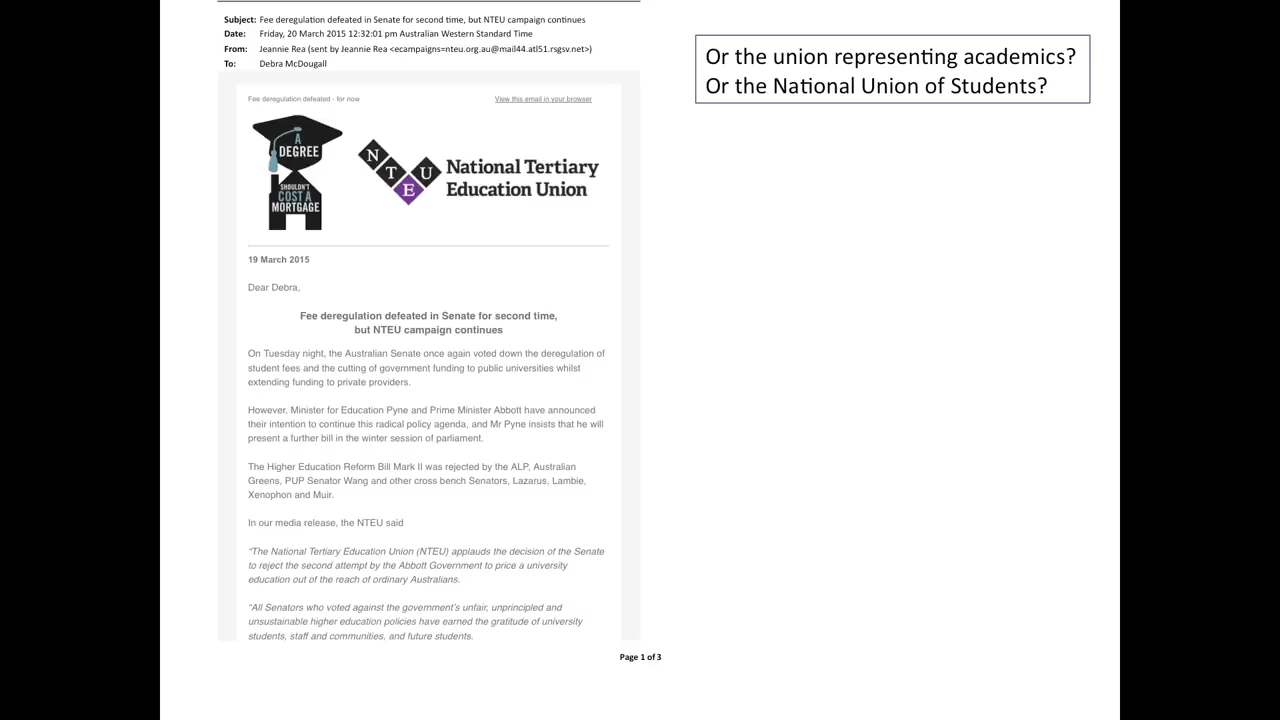 Subject: Fee deregulation defeated in Senate for second time, but NTEU campaign continues
Date: Friday, 20 March 2015 12:32:01 pm Australian Western Standard Time
From: Jeannie Rea (sent by Jeannie Rea <ecampaigns=nteu.org.au@mail44.atl51.rsgsv.net>)
To: Debra McDougall
Fee deregulation defeated - for now
View this email in your browser
A
DEGREE
SHOULDN'T
COST A
MORTGAGE
N T E U
National Tertiary
Education Union
19 March 2015
Dear Debra,
Fee deregulation defeated in Senate for second time,
but NTEU campaign continues
On Tuesday night, the Australian Senate once again voted down the deregulation of
student fees and the cutting of government funding to public universities whilst
extending funding to private providers.
However, Minister for Education Pyne and Prime Minister Abbott have announced
their intention to continue this radical policy agenda, and Mr Pyne insists that he will
present a further bill in the winter session of parliament.
The Higher Education Reform Bill Mark II was rejected by the ALP, Australian
Greens, PUP Senator Wang and other cross bench Senators, Lazarus, Lambie,
Xenophon and Muir.
In our media release, the NTEU said
“The National Tertiary Education Union (NTEU) applauds the decision of the Senate
to reject the second attempt by the Abbott Government to price a university
education out of the reach of ordinary Australians.
“All Senators who voted against the government’s unfair, unprincipled and
unsustainable higher education policies have earned the gratitude of university
students, staff and communities, and future students.
Page 1 of 3
Or the union representing academics?
Or the National Union of Students?